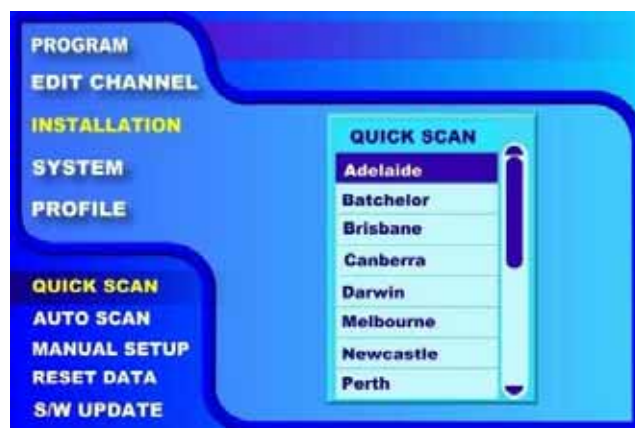 PROGRAM
EDIT CHANNEL
INSTALLATION
SYSTEM
PROFILE
QUICK SCAN
AUTO SCAN
MANUAL SETUP
RESET DATA
S/W UPDATE
QUICK SCAN
Adelaide
Batchelor
Brisbane
Canberra
Darwin
Melbourne
Newcastle
Perth